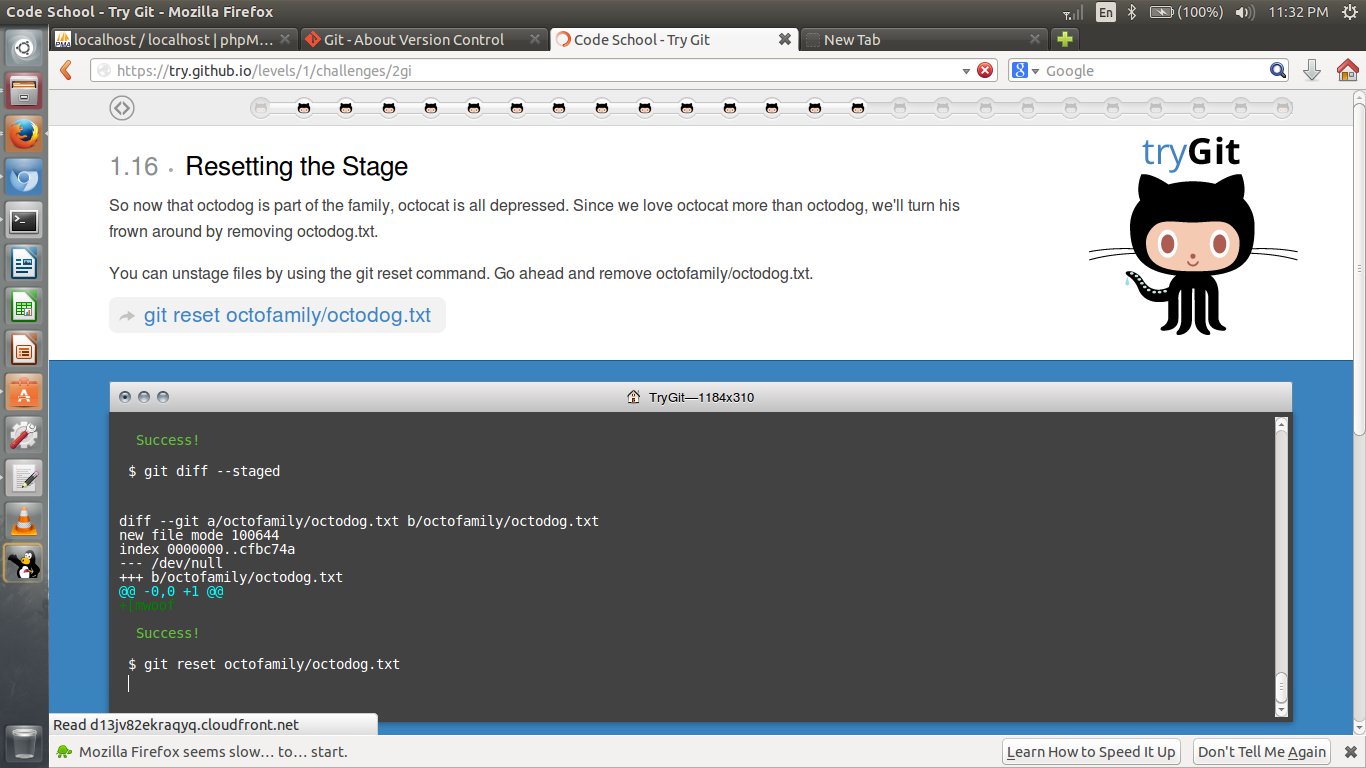 Code School - Try Git - Mozilla Firefox
En
(100%)
11:32 PM
localhost / localhost | phpM...
Git - About Version Control
Code School - Try Git
New Tab
https://try.github.io/levels/1/challenges/2gi
Google
1.16 · Resetting the Stage
tryGit
So now that octodog is part of the family, octocat is all depressed. Since we love octocat more than octodog, we'll turn his
frown around by removing octodog.txt.
You can unstage files by using the git reset command. Go ahead and remove octofamily/octodog.txt.
git reset octofamily/octodog.txt
TryGit—1184x310
Success!
$ git diff --staged
diff --git a/octofamily/octodog.txt b/octofamily/octodog.txt
new file mode 100644
index 0000000..cfbc74a
--- /dev/null
+++ b/octofamily/octodog.txt
@@ -0,0 +1 @@
Success!
$ git reset octofamily/octodog.txt
Read d13jv82ekraqyq.cloudfront.net
Mozilla Firefox seems slow... to... start.
Learn How to Speed It Up
Don't Tell Me Again